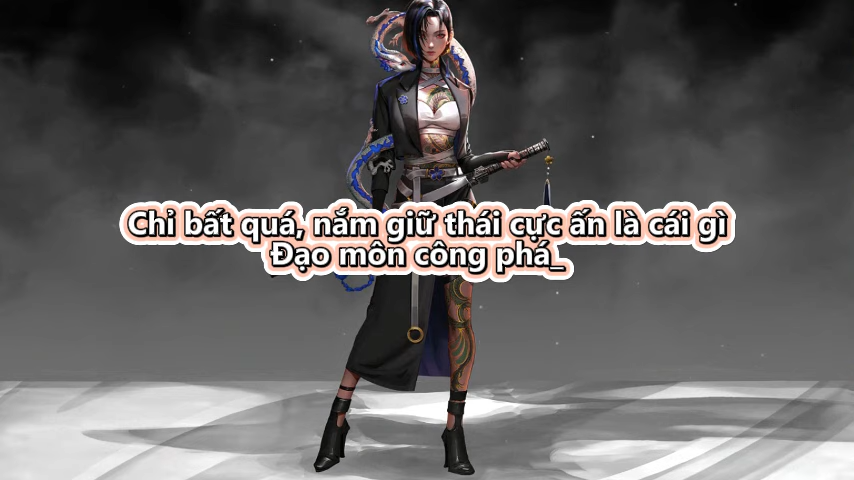 Chỉ bất quá, nắm giữ thái cực ấn là cái gì
Đạo môn công phá_